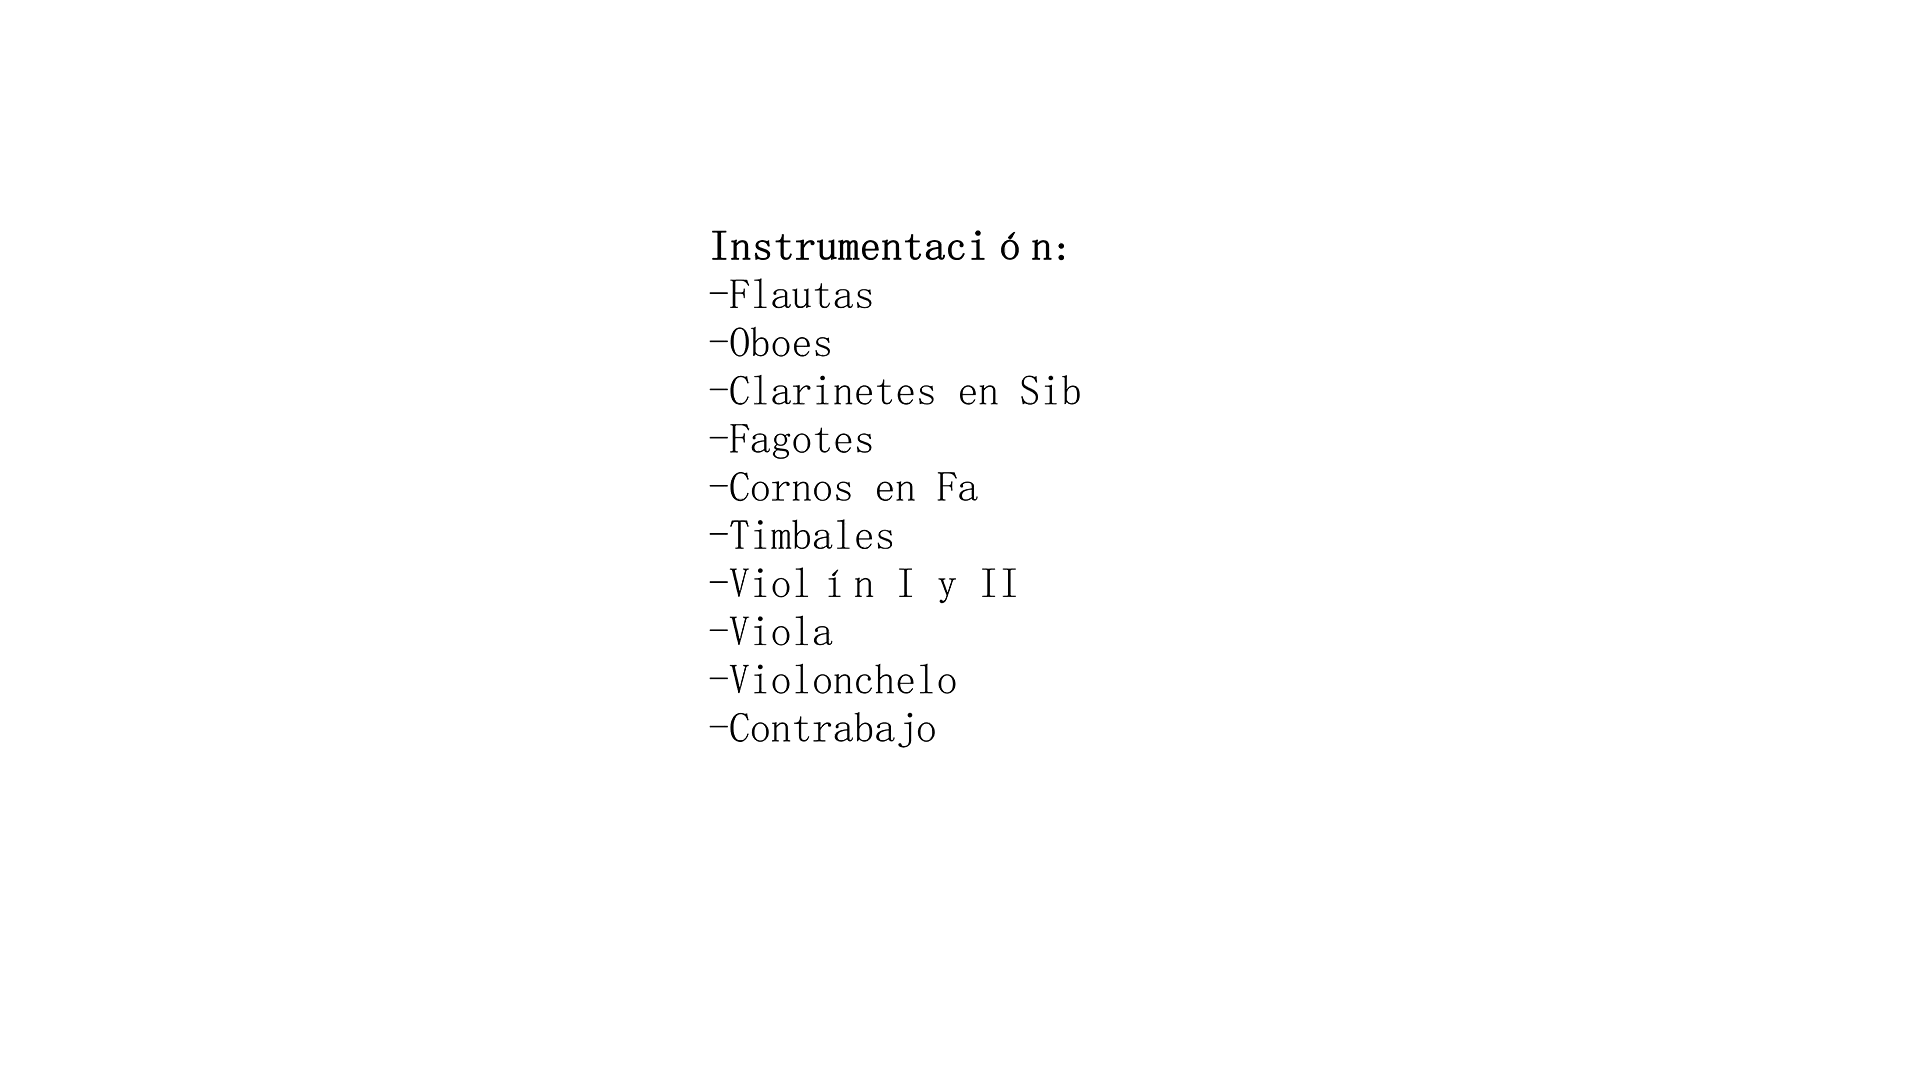 Instrumentación:
-Flautas
-Oboes
-Clarinetes en Sib
-Fagotes
-Cornos en Fa
-Timbales
-Violín I y II
-Viola
-Violonchelo
-Contrabajo